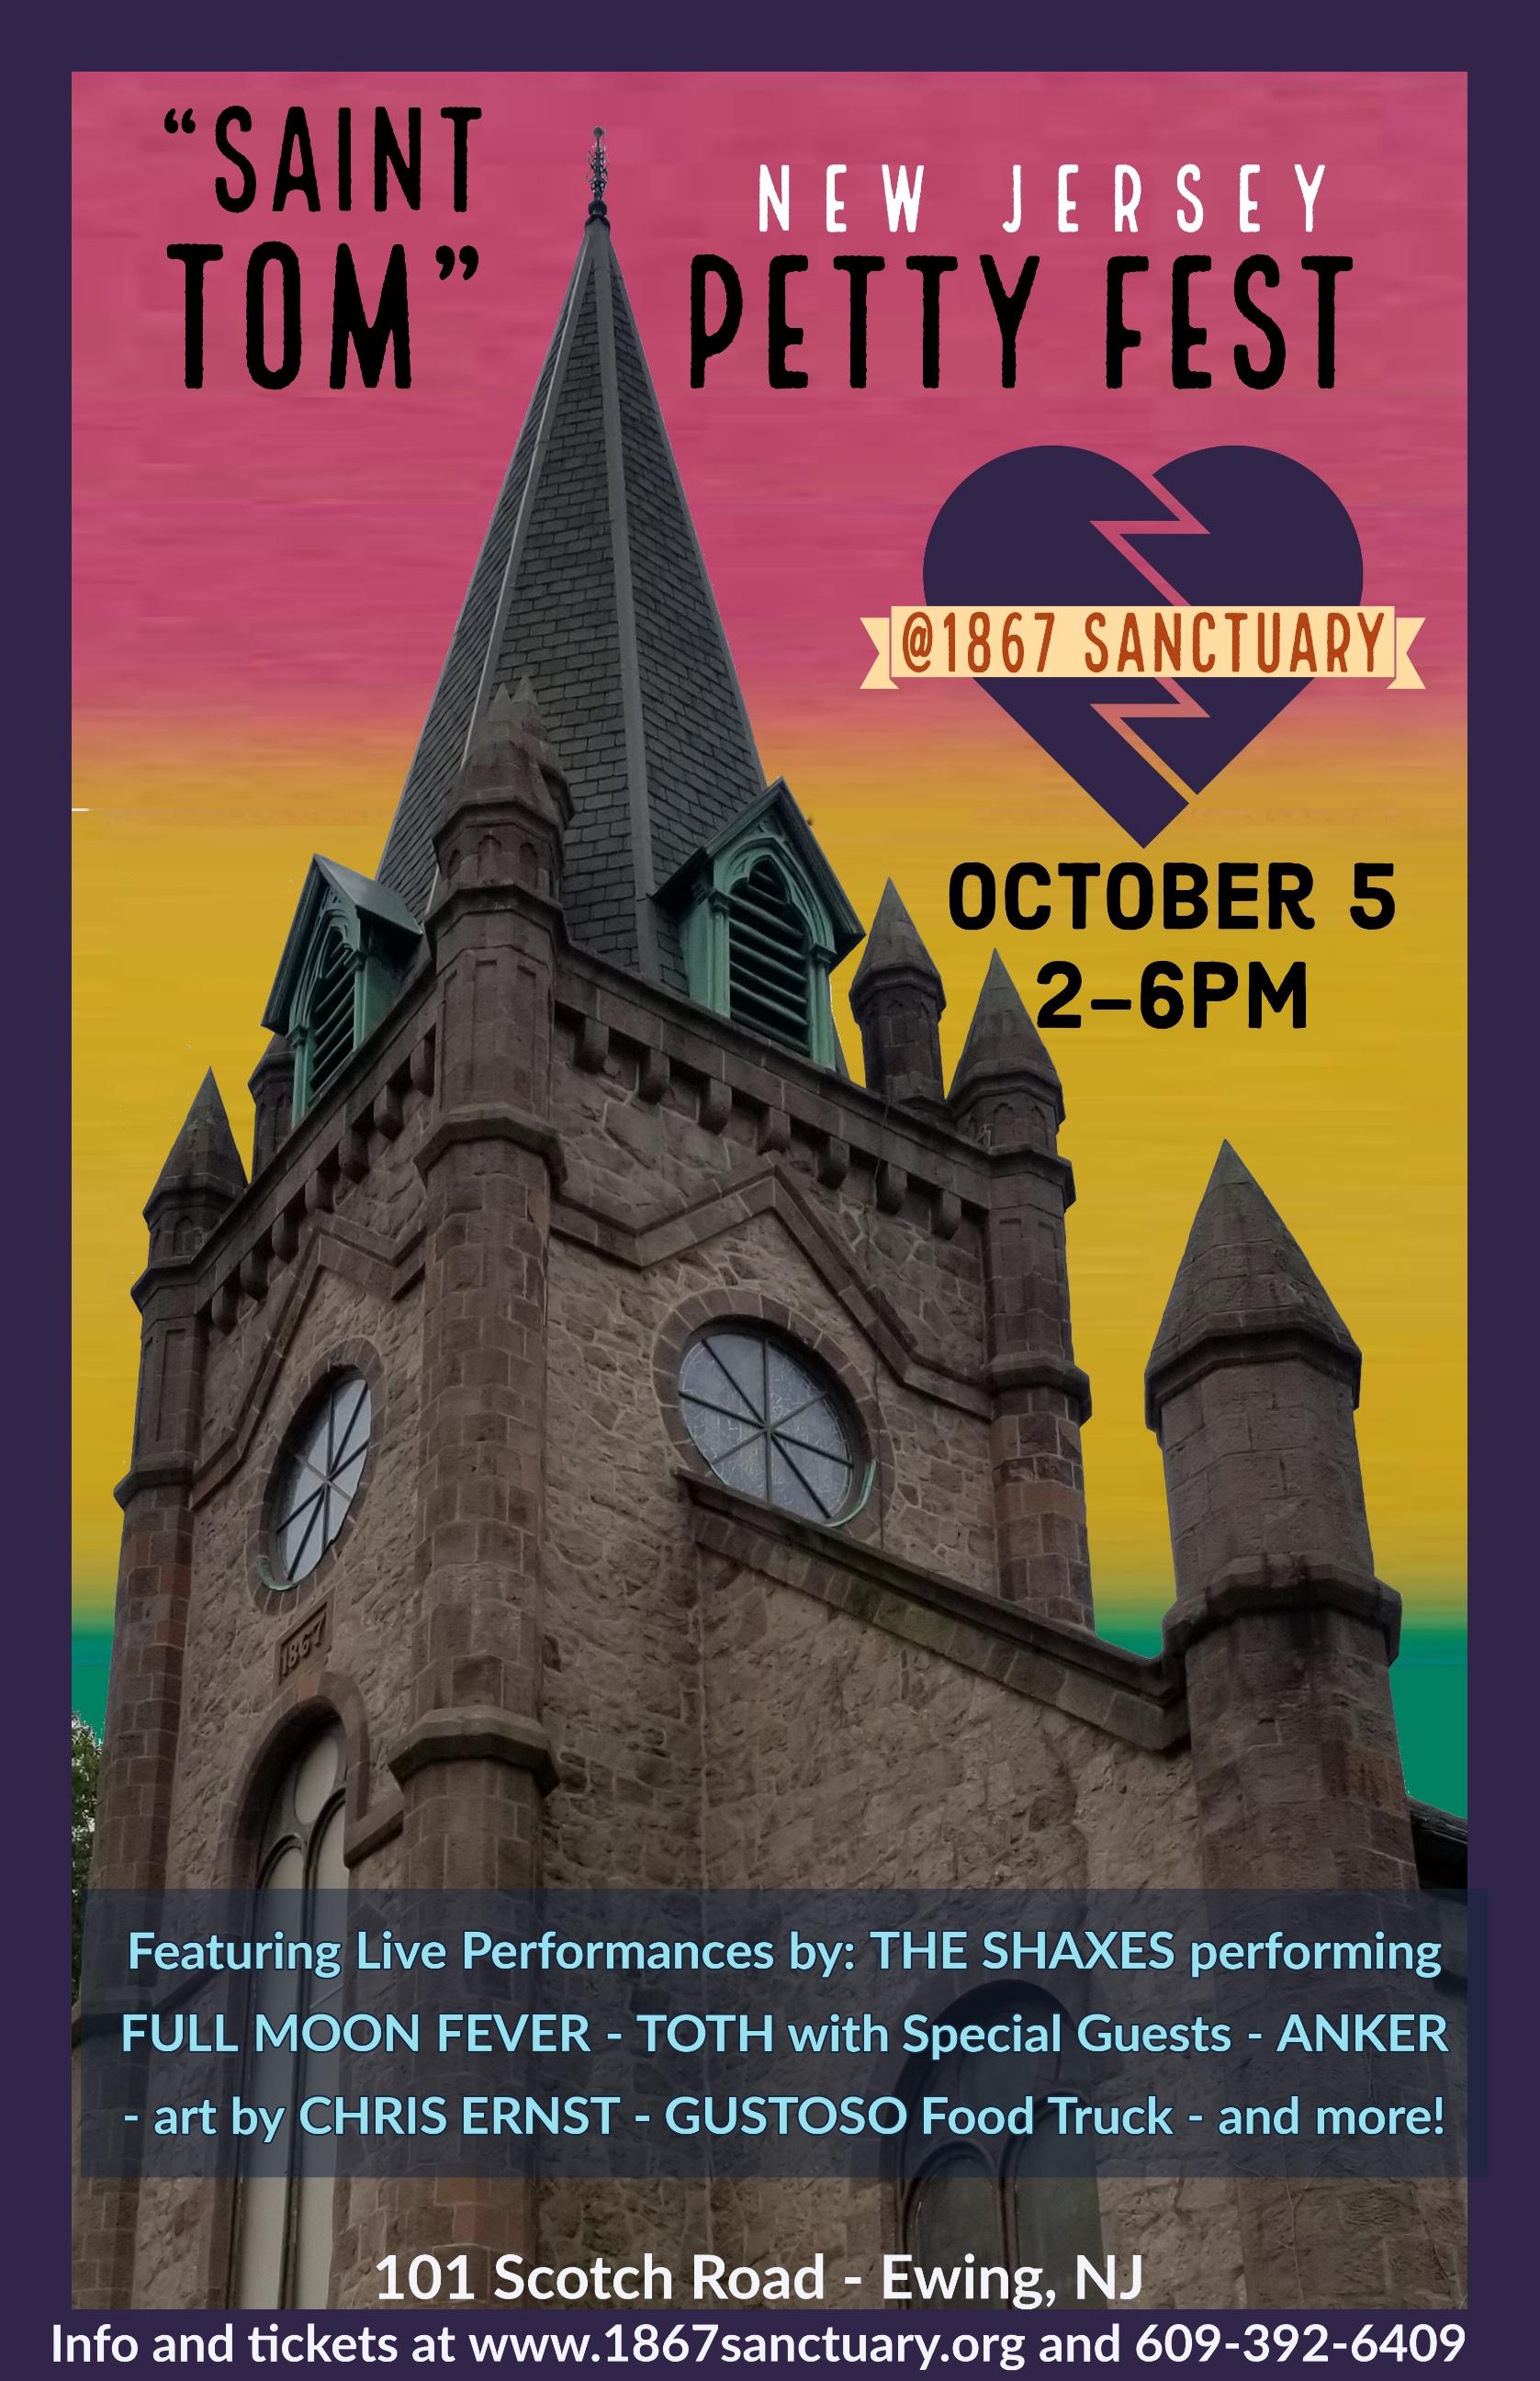 “SAINT
TOM”
NEW JERSEY
PETTY FEST
@1867 SANCTUARY
OCTOBER 5
2–6PM
1867
Featuring Live Performances by: THE SHAXES performing
FULL MOON FEVER - TOTH with Special Guests - ANKER
- art by CHRIS ERNST - GUSTOSO Food Truck - and more!
101 Scotch Road - Ewing, NJ
Info and tickets at www.1867sanctuary.org and 609-392-6409